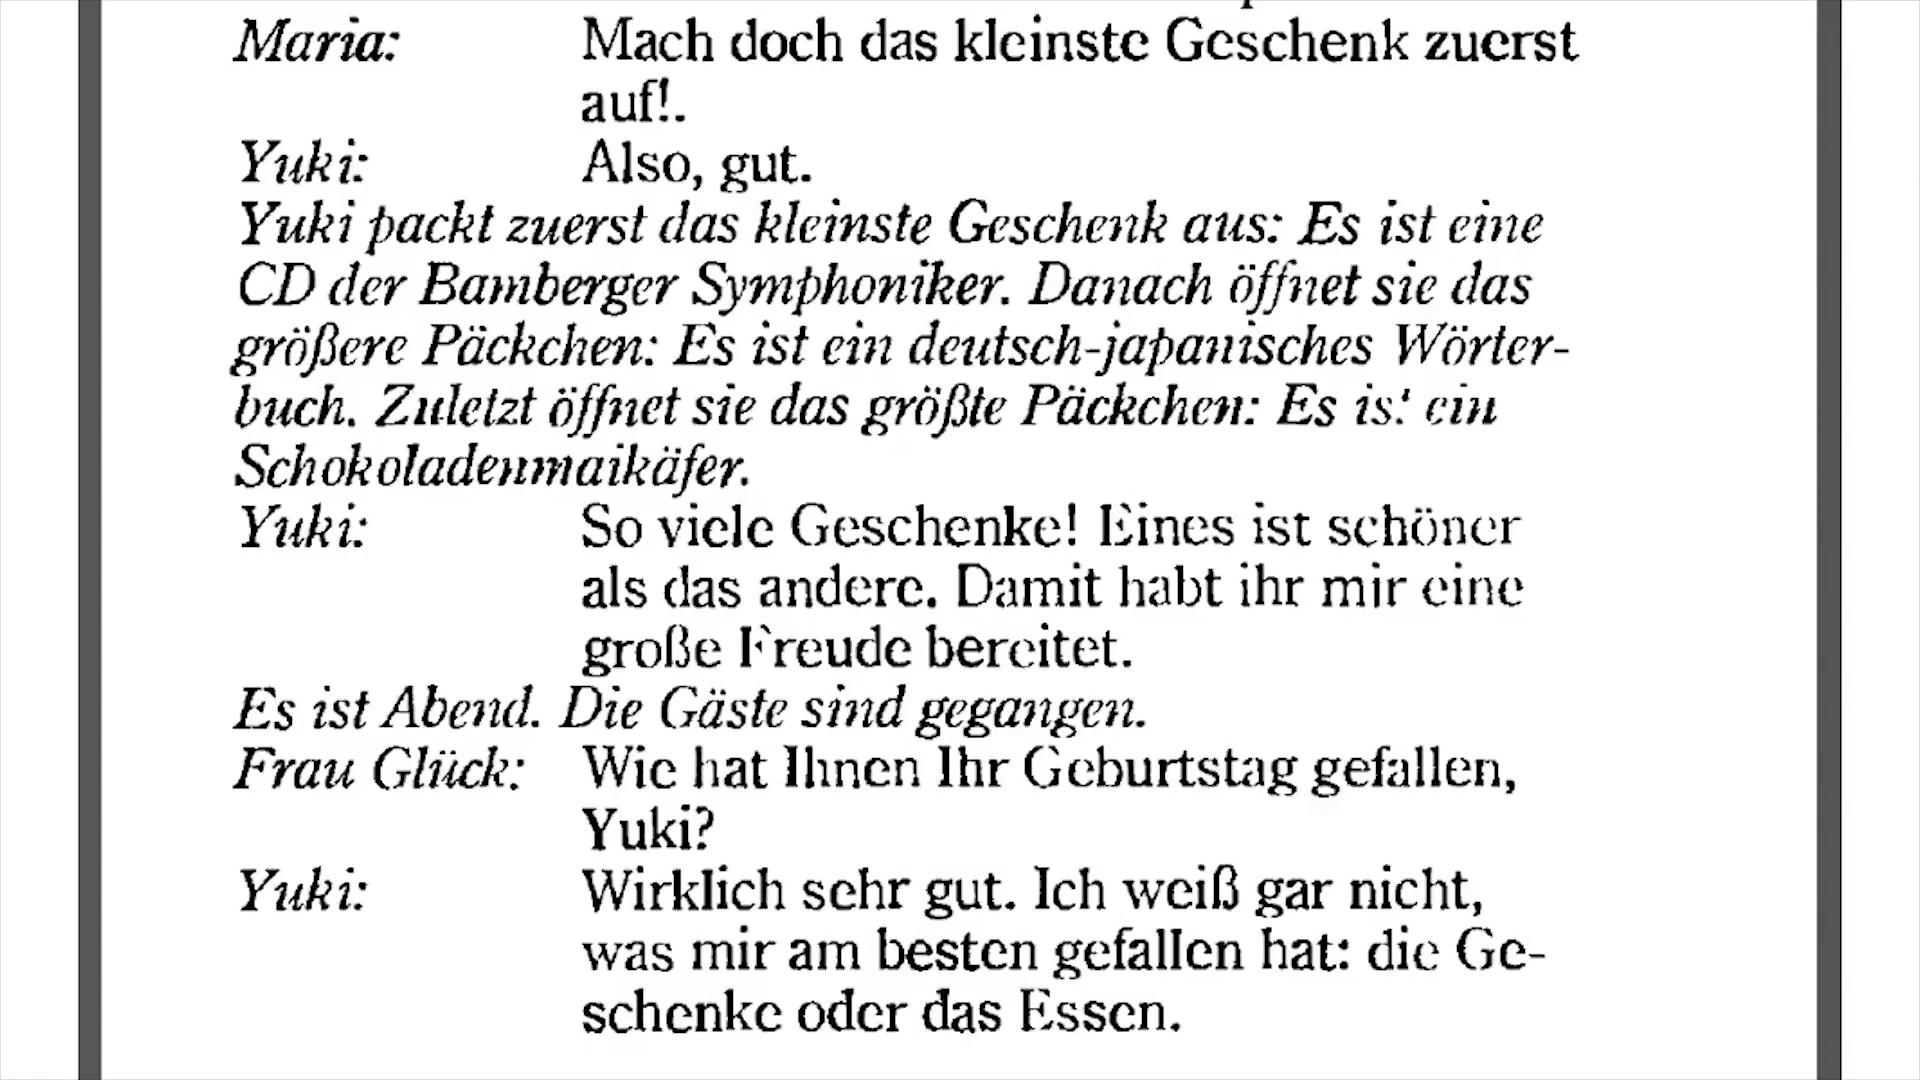 Maria: Mach doch das kleinste Geschenk zuerst
auf!.
Yuki: Also, gut.
Yuki packt zuerst das kleinste Geschenk aus: Es ist eine
CD der Bamberger Symphoniker. Danach öffnet sie das
größere Päckchen: Es ist ein deutsch-japanisches Wörter-
buch. Zuletzt öffnet sie das größte Päckchen: Es ist ein
Schokoladenmaikäfer.
Yuki: So viele Geschenke! Eines ist schöner
als das andere. Damit habt ihr mir eine
große Freude bereitet.
Es ist Abend. Die Gäste sind gegangen.
Frau Glück: Wie hat Ihnen Ihr Geburtstag gefallen,
Yuki?
Yuki: Wirklich sehr gut. Ich weiß gar nicht,
was mir am besten gefallen hat: die Ge-
schenke oder das Essen.